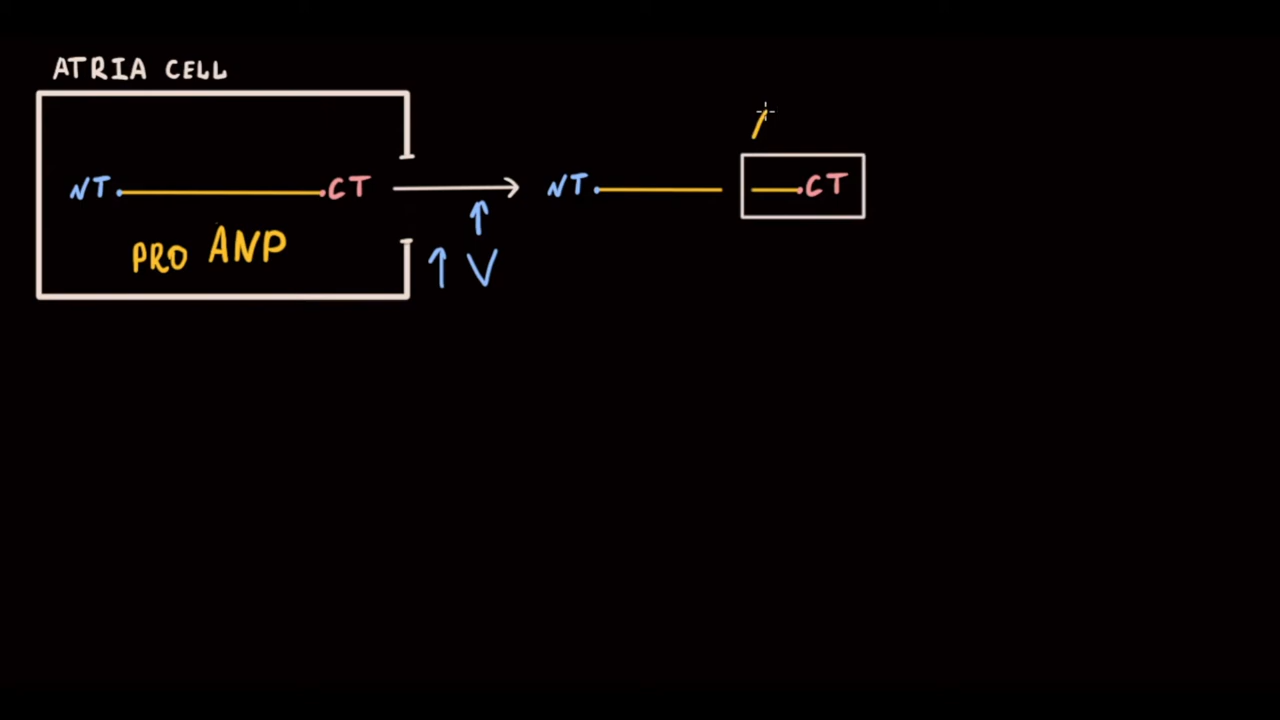 ATRIA CELL
NT CT NT CT
PRO ANP
↑ V